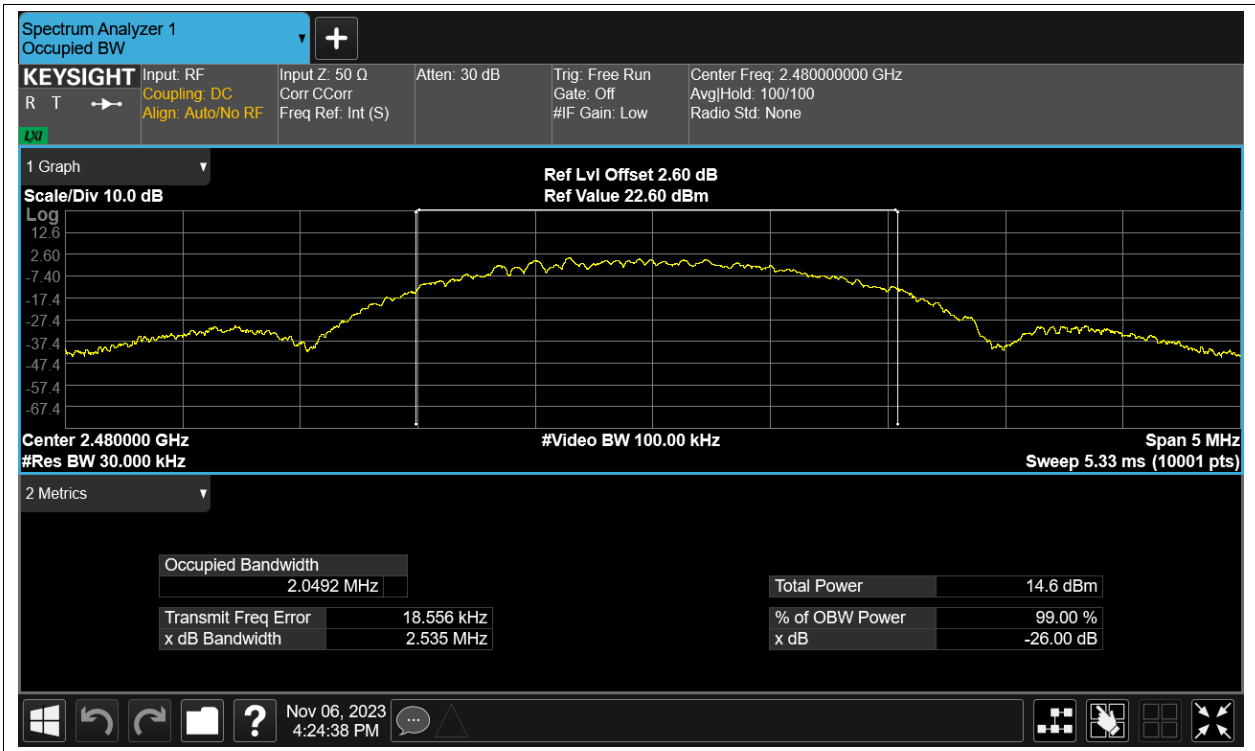 Spectrum Analyzer 1
Occupied BW
KEYSIGHT
R T
LXI
Input: RF
Coupling: DC
Align: Auto/No RF
Input Z: 50 Ω
Corr CCorr
Freq Ref: Int (S)
Atten: 30 dB
Trig: Free Run
Gate: Off
#IF Gain: Low
Center Freq: 2.480000000 GHz
Avg|Hold: 100/100
Radio Std: None
1 Graph
Scale/Div 10.0 dB
Ref Lvl Offset 2.60 dB
Ref Value 22.60 dBm
Log
12.6
2.60
-7.40
-17.4
-27.4
-37.4
-47.4
-57.4
-67.4
Center 2.480000 GHz
#Res BW 30.000 kHz
#Video BW 100.00 kHz
Span 5 MHz
Sweep 5.33 ms (10001 pts)
2 Metrics
Occupied Bandwidth
2.0492 MHz
Transmit Freq Error 18.556 kHz
x dB Bandwidth 2.535 MHz
Total Power 14.6 dBm
% of OBW Power 99.00 %
x dB -26.00 dB
?
Nov 06, 2023
4:24:38 PM